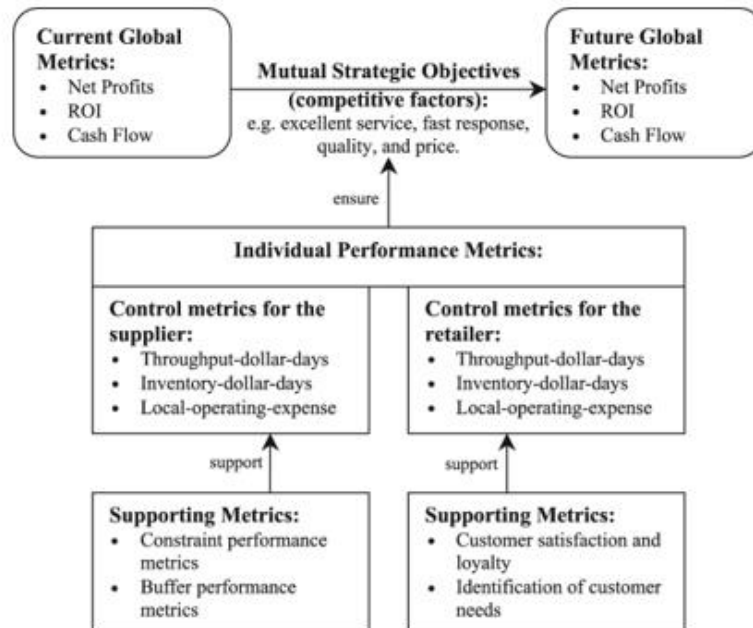 Current Global
Metrics:
• Net Profits
• ROI
• Cash Flow
Mutual Strategic Objectives
(competitive factors):
e.g. excellent service, fast response,
quality, and price.
Future Global
Metrics:
• Net Profits
• ROI
• Cash Flow
ensure
Individual Performance Metrics:
Control metrics for the
supplier:
• Throughput-dollar-days
• Inventory-dollar-days
• Local-operating-expense
Control metrics for the
retailer:
• Throughput-dollar-days
• Inventory-dollar-days
• Local-operating-expense
support
support
Supporting Metrics:
• Constraint performance
metrics
• Buffer performance
metrics
Supporting Metrics:
• Customer satisfaction and
loyalty
• Identification of customer
needs